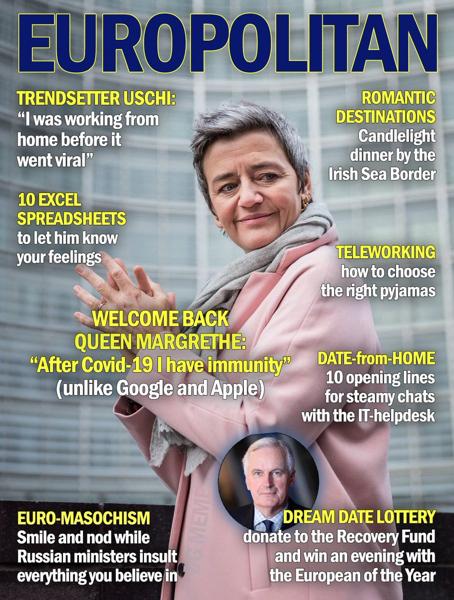 EUROPOLITAN
TRENDSETTER USCHI:
“I was working from
home before it
went viral”
ROMANTIC
DESTINATIONS
Candlelight
dinner by the
Irish Sea Border
10 EXCEL
SPREADSHEETS
to let him know
your feelings
TELEWORKING
how to choose
the right pyjamas
WELCOME BACK
QUEEN MARGRETHE:
“After Covid-19 I have immunity”
(unlike Google and Apple)
DATE-from-HOME
10 opening lines
for steamy chats
with the IT-helpdesk
EURO-MASOCHISM
Smile and nod while
Russian ministers insult
everything you believe in
DREAM DATE LOTTERY
donate to the Recovery Fund
and win an evening with
the European of the Year